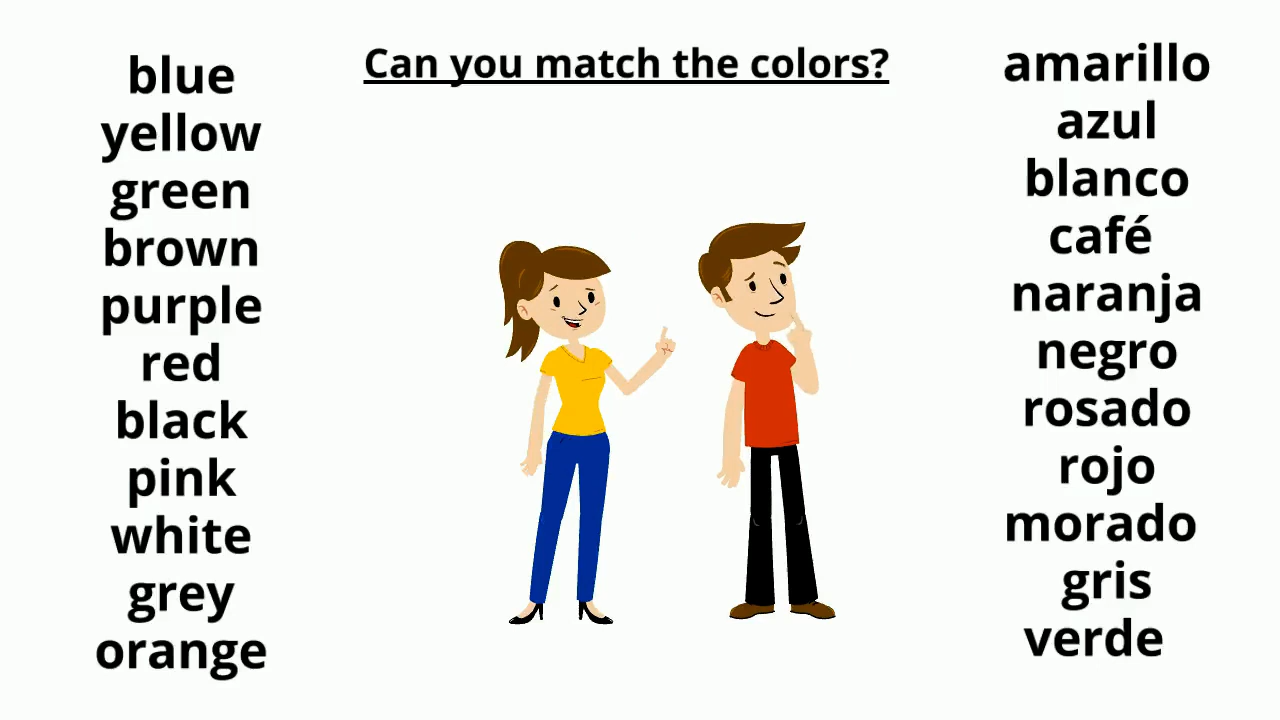 Can you match the colors?
blue
yellow
green
brown
purple
red
black
pink
white
grey
orange
amarillo
azul
blanco
café
naranja
negro
rosado
rojo
morado
gris
verde